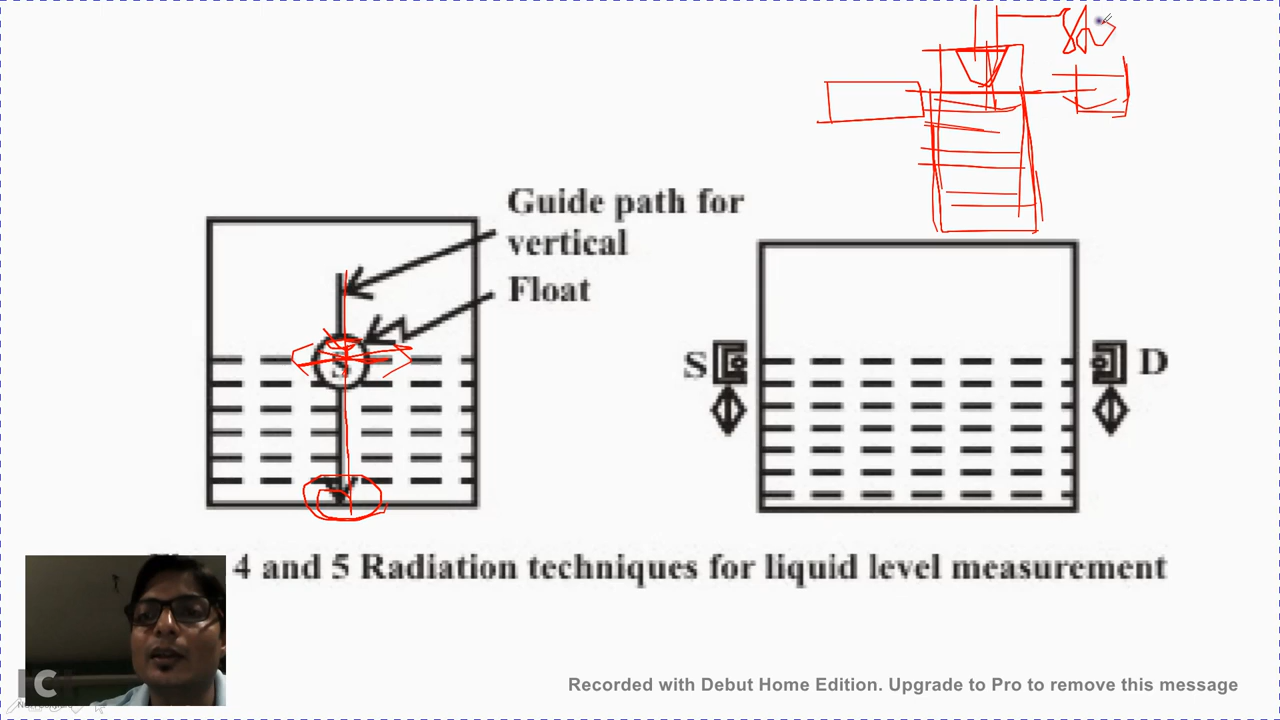 Guide path for
vertical
Float
S
S
D
4 and 5 Radiation techniques for liquid level measurement
Recorded with Debut Home Edition. Upgrade to Pro to remove this message